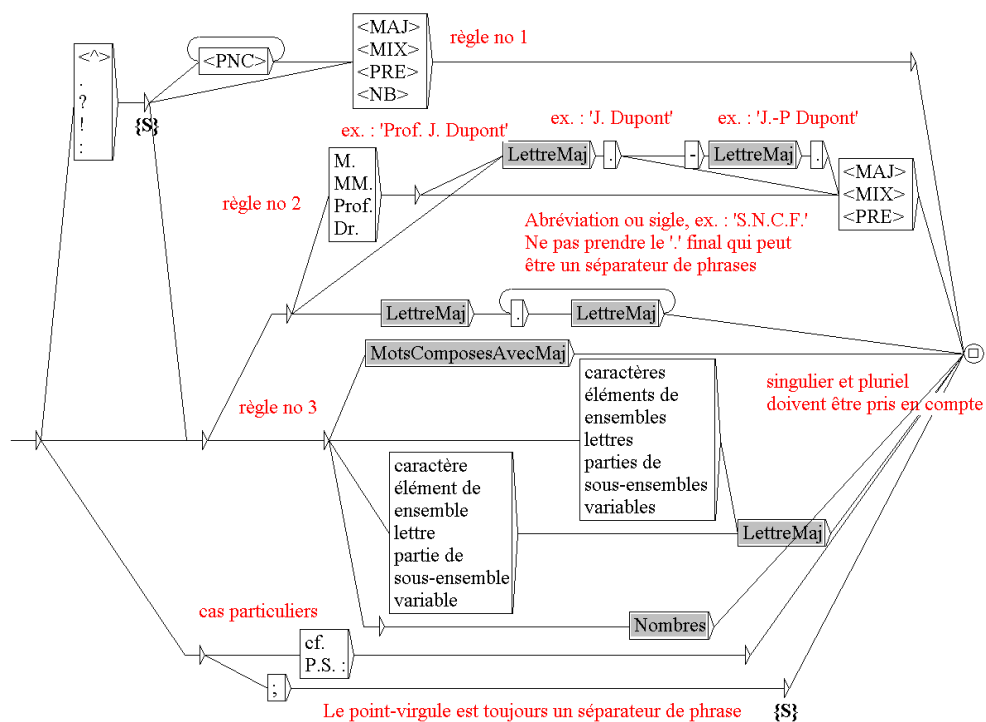 <^>
.
?
!
:
{S}
<PNC>
<MAJ>
<MIX>
<PRE>
<NB>
règle no 1
ex. : 'Prof. J. Dupont'
ex. : 'J. Dupont'
ex. : 'J.-P Dupont'
règle no 2
M.
MM.
Prof.
Dr.
LettreMaj
.
-
LettreMaj
.
<MAJ>
<MIX>
<PRE>
Abréviation ou sigle, ex. : 'S.N.C.F.'
Ne pas prendre le '.' final qui peut
être un séparateur de phrases
LettreMaj
.
LettreMaj
règle no 3
MotsComposesAvecMaj
caractères
éléments de
ensembles
lettres
parties de
sous-ensembles
variables
singulier et pluriel
doivent être pris en compte
caractère
élément de
ensemble
lettre
partie de
sous-ensemble
variable
LettreMaj
Nombres
cas particuliers
cf.
P.S. :
;
Le point-virgule est toujours un séparateur de phrase
{S}